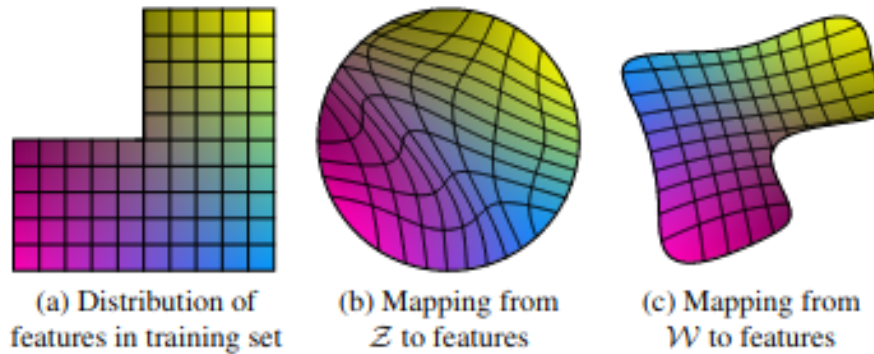 (a) Distribution of
features in training set
(b) Mapping from
𝒵 to features
(c) Mapping from
𝒲 to features